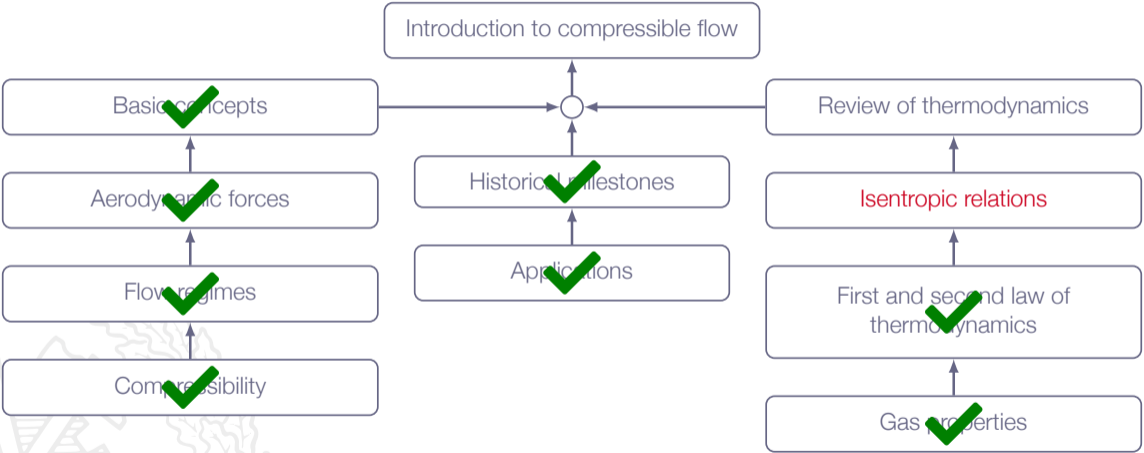 Introduction to compressible flow
Basic concepts
Review of thermodynamics
Historical milestones
Aerodynamic forces
Isentropic relations
Applications
Flow regimes
First and second law of
thermodynamics
Compressibility
Gas properties